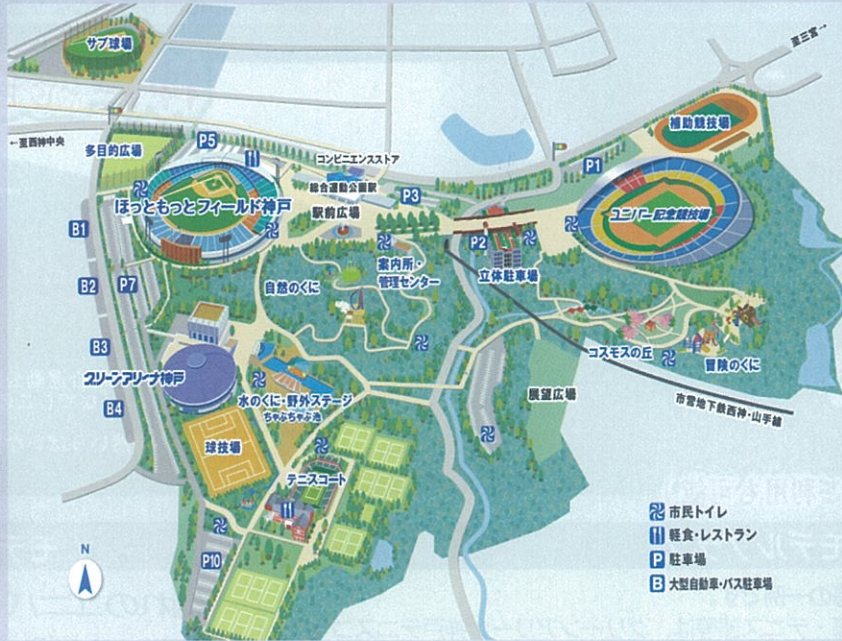 サブ球場
至三宮→
←至西神中央
多目的広場
P5
コンビニエンスストア
総合運動公園駅
P3
P1
補助競技場
ほっともっとフィールド神戸
駅前広場
ユニバー記念競技場
B1
P2
案内所・
管理センター
立体駐車場
B2
P7
自然のくに
B3
グリーンアリーナ神戸
コスモスの丘
冒険のくに
B4
水のくに・野外ステージ
ちゃぷちゃぷ池
展望広場
市営地下鉄西神・山手線
球技場
テニスコート
P10
N
市民トイレ
軽食・レストラン
P 駐車場
B 大型自動車・バス駐車場